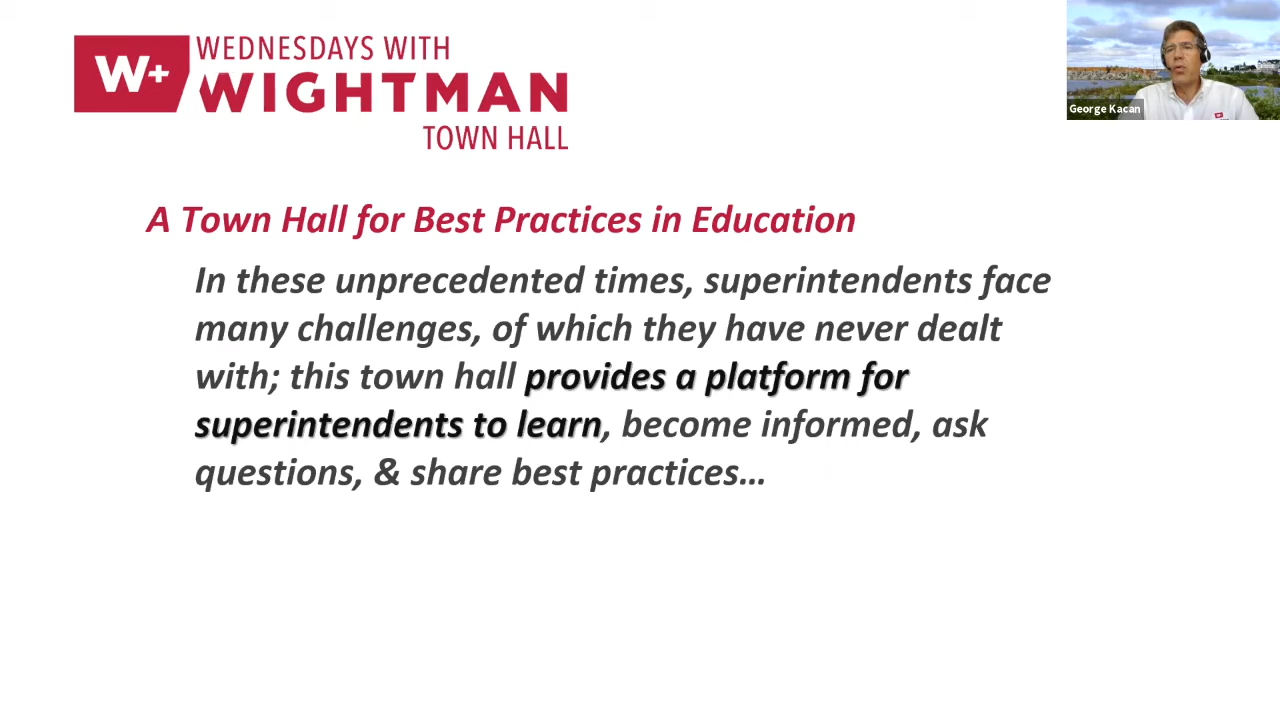 W+
WEDNESDAYS WITH
WIGHTMAN
TOWN HALL
George Kacan
A Town Hall for Best Practices in Education
In these unprecedented times, superintendents face
many challenges, of which they have never dealt
with; this town hall provides a platform for
superintendents to learn, become informed, ask
questions, & share best practices…